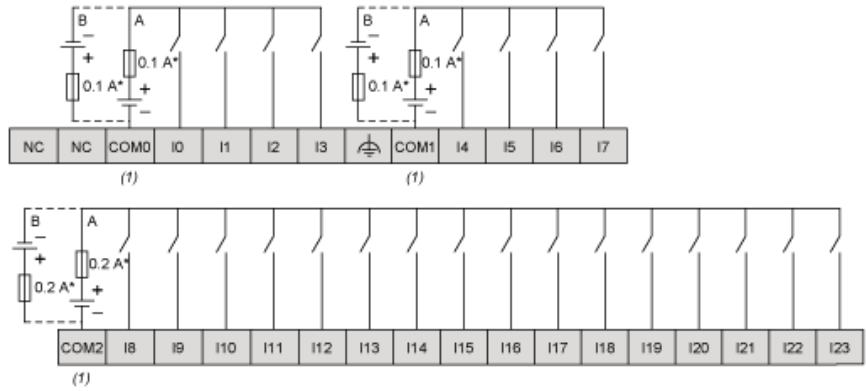 B A B A
− − 
+ 0.1 A* + 0.1 A*
0.1 A* + 0.1 A* +
− −
NC NC COM0 I0 I1 I2 I3 COM1 I4 I5 I6 I7
(1) (1)
B A
−
+ 0.2 A*
0.2 A* +
−
COM2 I8 I9 I10 I11 I12 I13 I14 I15 I16 I17 I18 I19 I20 I21 I22 I23
(1)